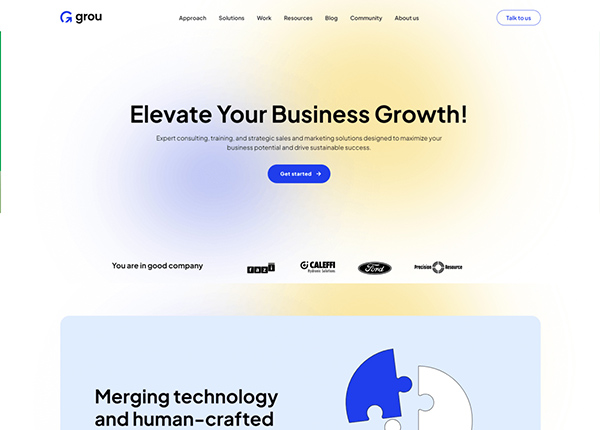 grou
Approach Solutions Work Resources Blog Community About us
Talk to us
Elevate Your Business Growth!
Expert consulting, training, and strategic sales and marketing solutions designed to maximize your
business potential and drive sustainable success.
Get started
You are in good company
fazi
CALEFFI
Hydronic Solutions
Ford
Precision Resource
Merging technology
and human-crafted